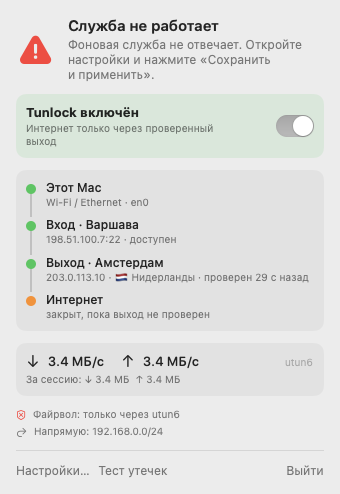 Служба не работает
Фоновая служба не отвечает. Откройте
настройки и нажмите «Сохранить
и применить».
Tunlock включён
Интернет только через проверенный
выход
Этот Mac
Wi-Fi / Ethernet · en0
Вход · Варшава
198.51.100.7:22 · доступен
Выход · Амстердам
203.0.113.10 · 🇳🇱 Нидерланды · проверен 29 с назад
Интернет
закрыт, пока выход не проверен
↓ 3.4 МБ/с ↑ 3.4 МБ/с utun6
За сессию: ↓ 3.4 МБ ↑ 3.4 МБ
Файрвол: только через utun6
Напрямую: 192.168.0.0/24
Настройки... Тест утечек Выйти